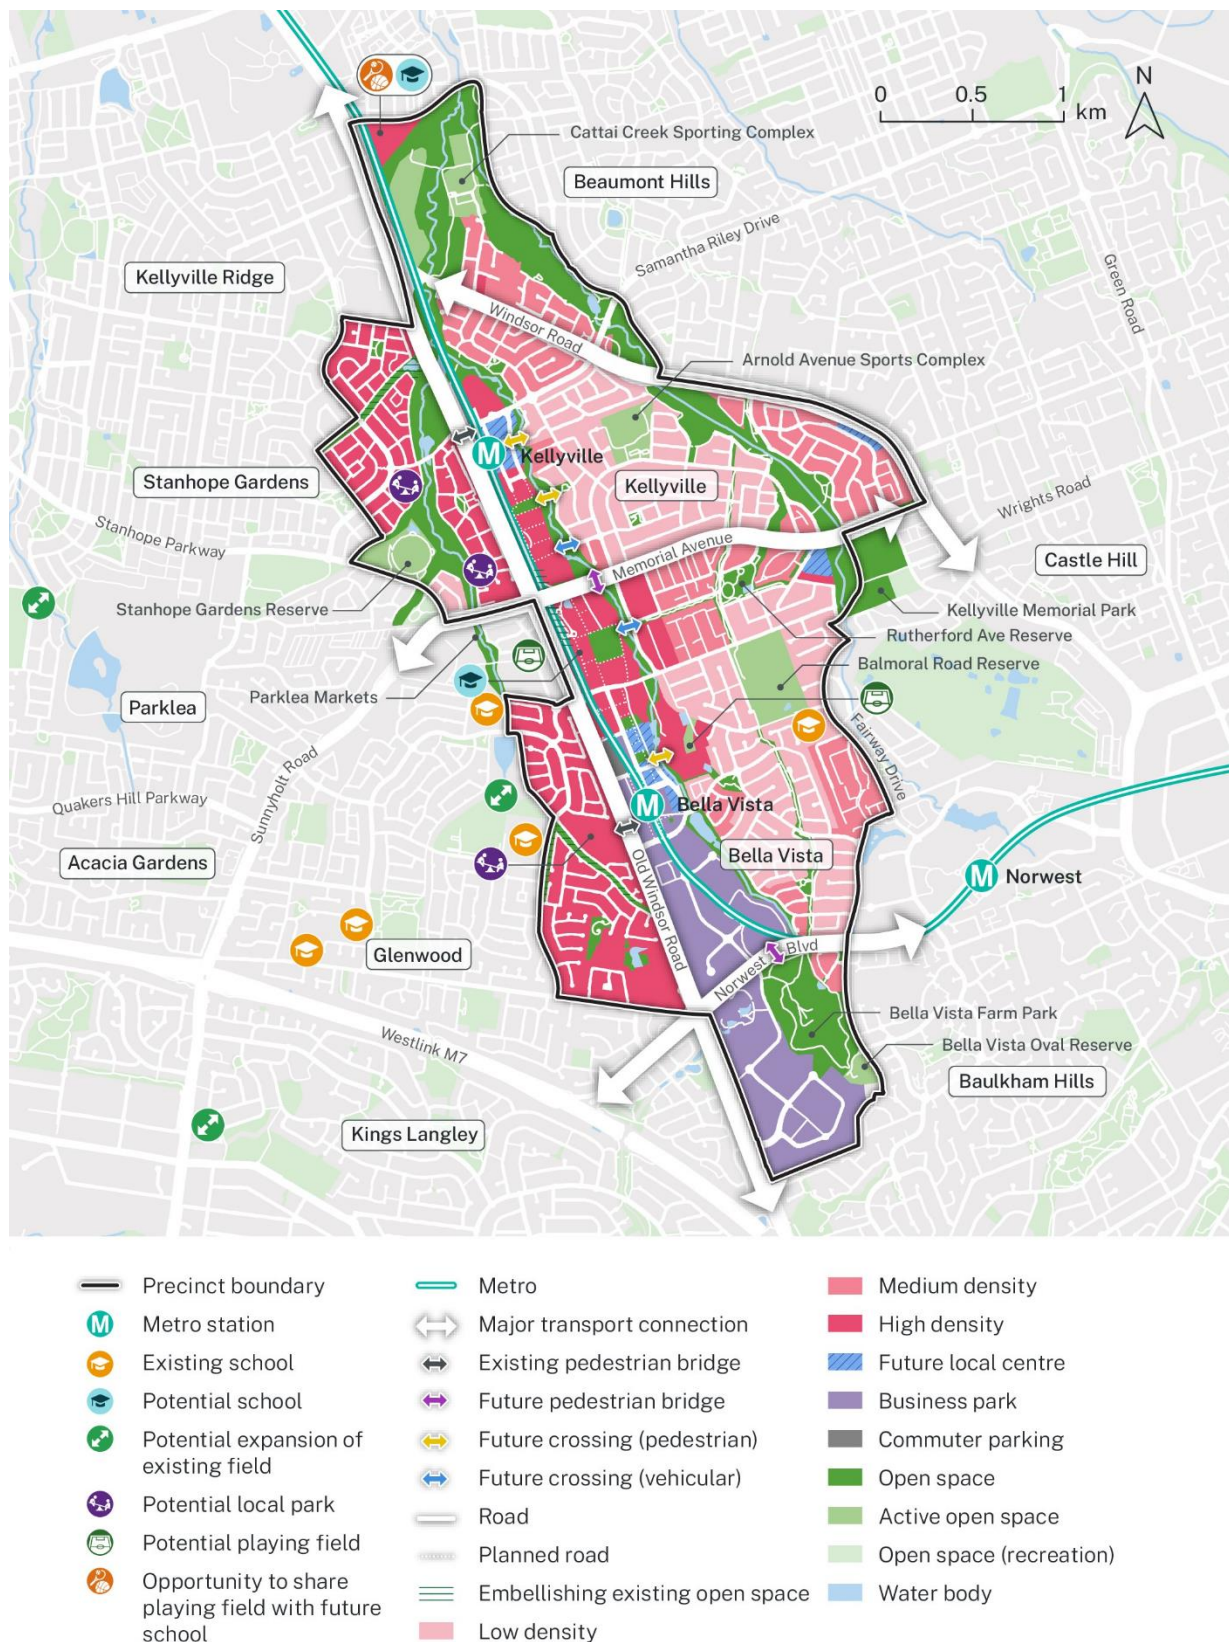 N
0 0.5 1
km
Cattai Creek Sporting Complex
Beaumont Hills
Samantha Riley Drive
Green Road
Kellyville Ridge
Windsor Road
Arnold Avenue Sports Complex
M
Kellyville
Stanhope Gardens
Kellyville
Wrights Road
Stanhope Parkway
Memorial Avenue
Castle Hill
Stanhope Gardens Reserve
Kellyville Memorial Park
Rutherford Ave Reserve
Balmoral Road Reserve
Parklea Markets
Parklea
Fairway Drive
Sunnyholt Road
Quakers Hill Parkway
M
Bella Vista
Acacia Gardens
Bella Vista
M
Norwest
Old Windsor Road
Glenwood
Norwest Blvd
Bella Vista Farm Park
Westlink M7
Bella Vista Oval Reserve
Baulkham Hills
Kings Langley
Precinct boundary
M Metro station
Existing school
Potential school
Potential expansion of
existing field
Potential local park
Potential playing field
Opportunity to share
playing field with future
school
Metro
Major transport connection
Existing pedestrian bridge
Future pedestrian bridge
Future crossing (pedestrian)
Future crossing (vehicular)
Road
Planned road
Embellishing existing open space
Low density
Medium density
High density
Future local centre
Business park
Commuter parking
Open space
Active open space
Open space (recreation)
Water body